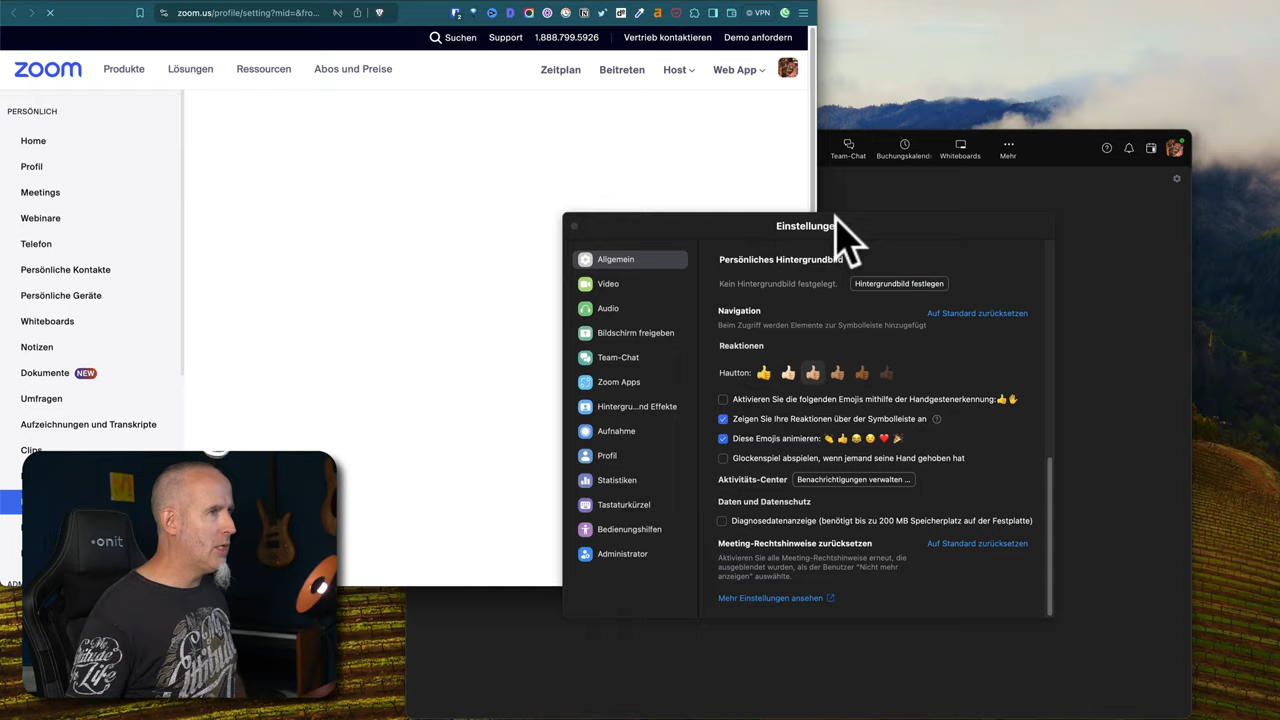 zoom.us/profile/setting?mid=&fro...
VPN
Suchen Support 1.888.799.5926 Vertrieb kontaktieren Demo anfordern
zoom Produkte Lösungen Ressourcen Abos und Preise Zeitplan Beitreten Host Web App
PERSÖNLICH
Home
Profil
Meetings
Webinare
Telefon
Persönliche Kontakte
Persönliche Geräte
Whiteboards
Notizen
Dokumente NEW
Umfragen
Aufzeichnungen und Transkripte
Clips
Team-Chat Whiteboards Mehr
Allgemein
Video
Audio
Bildschirm freigeben
Team-Chat
Zoom Apps
Hintergru...nd Effekte
Aufnahme
Profil
Statistiken
Tastaturkürzel
Bedienungshilfen
Administrator
Persönliches Hintergrundbild
Kein Hintergrundbild festgelegt. Hintergrundbild festlegen
Navigation Auf Standard zurücksetzen
Beim Zugriff werden Elemente zur Symbolleiste hinzugefügt
Reaktionen
Hautton:
Aktivieren Sie die folgenden Emojis mithilfe der Handgestenerkennung:
Zeigen Sie Ihre Reaktionen über der Symbolleiste an
Diese Emojis animieren:
Glockenspiel abspielen, wenn jemand seine Hand gehoben hat
Aktivitäts-Center Benachrichtigungen verwalten ...
Daten und Datenschutz
Diagnosedatenanzeige (benötigt bis zu 200 MB Speicherplatz auf der Festplatte)
Meeting-Rechtshinweise zurücksetzen Auf Standard zurücksetzen
Aktivieren Sie alle Meeting-Rechtshinweise erneut, die
ausgeblendet wurden, als der Benutzer "Nicht mehr
anzeigen" auswählte.
Mehr Einstellungen ansehen
onit